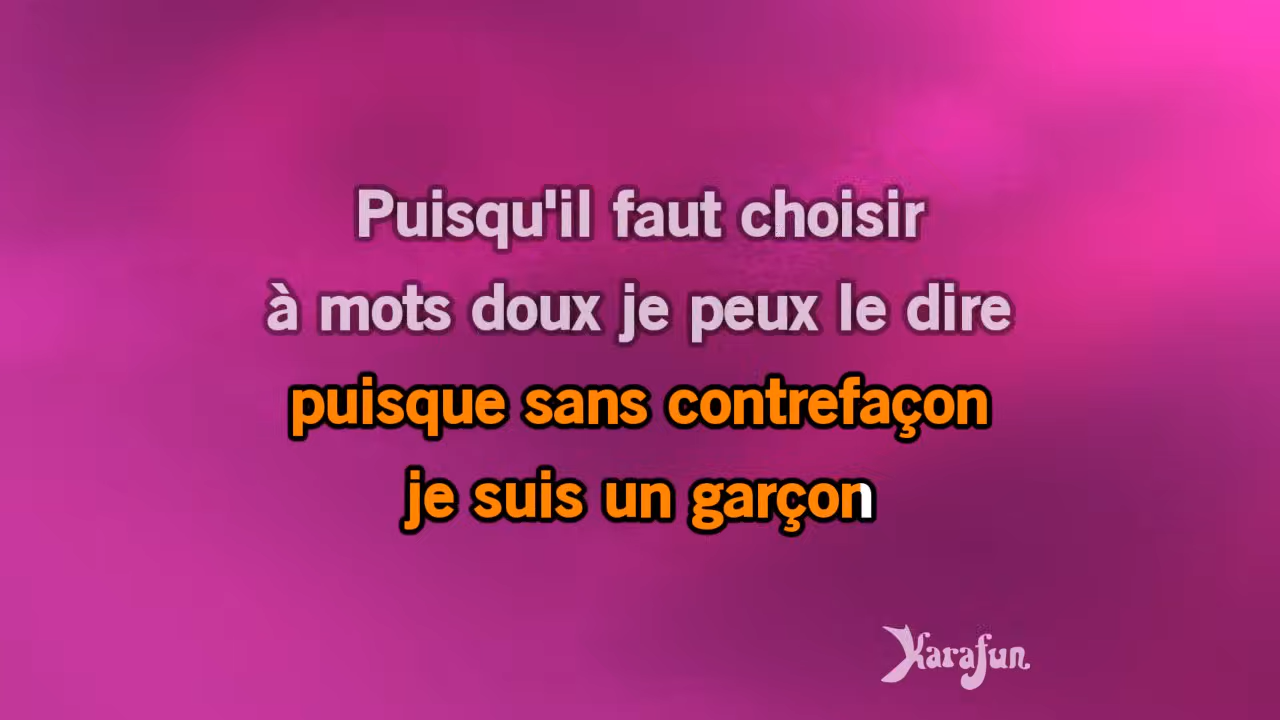 Puisqu'il faut choisir
à mots doux je peux le dire
puisque sans contrefaçon
je suis un garçon
Karafun